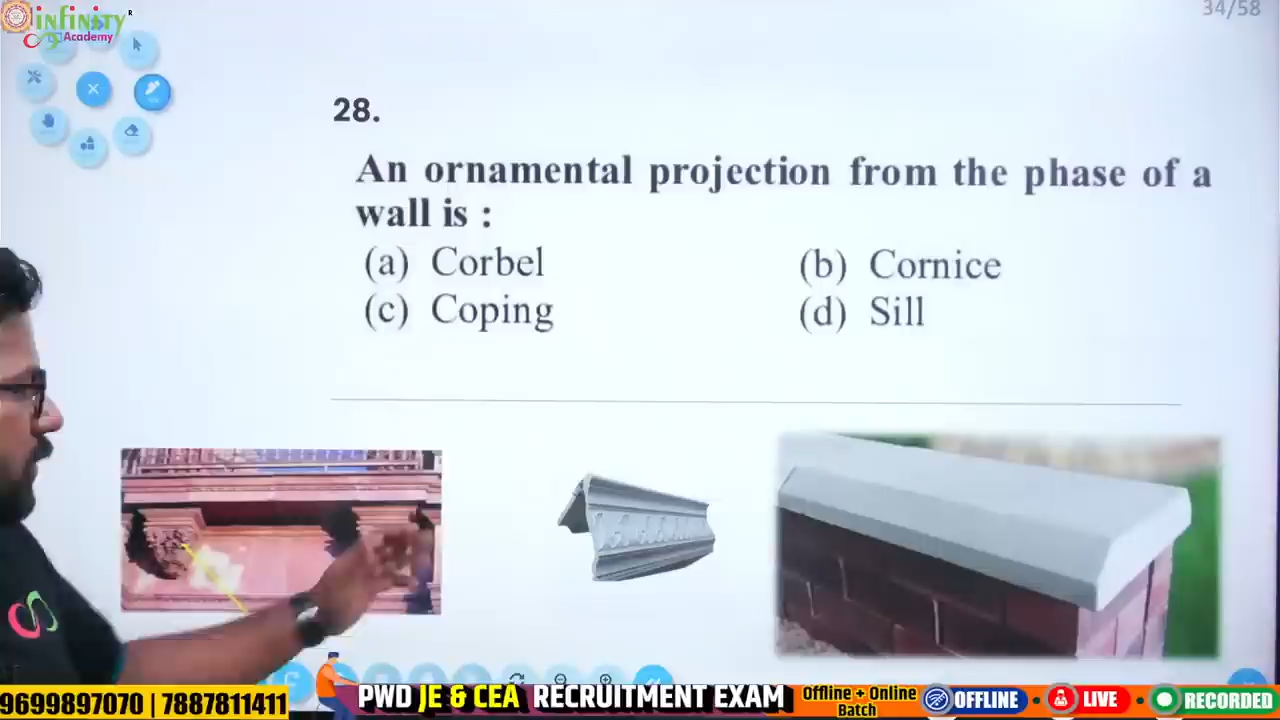 infinity
Academy
34/58
28.
An ornamental projection from the phase of a
wall is :
(a) Corbel
(b) Cornice
(c) Coping
(d) Sill
9699897070 | 7887811411
PWD JE & CEA RECRUITMENT EXAM
Offline + Online
Batch
OFFLINE
LIVE
RECORDED